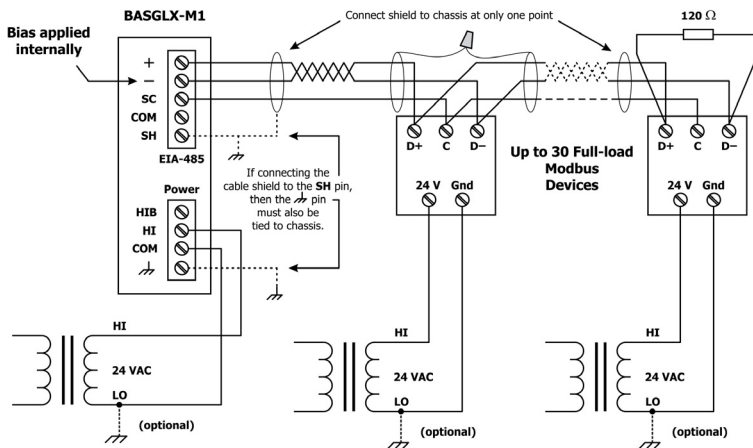 BASGLX-M1
Connect shield to chassis at only one point
120 Ω
Bias applied
internally
+
−
SC
COM
SH
EIA-485
D+ C D−
D+ C D−
Up to 30 Full-load
Modbus
Devices
If connecting the
cable shield to the SH pin,
then the pin
must also be
tied to chassis.
24 V Gnd
24 V Gnd
Power
HIB
HI
COM
HI
24 VAC
LO
(optional)
HI
24 VAC
LO
(optional)
HI
24 VAC
LO
(optional)